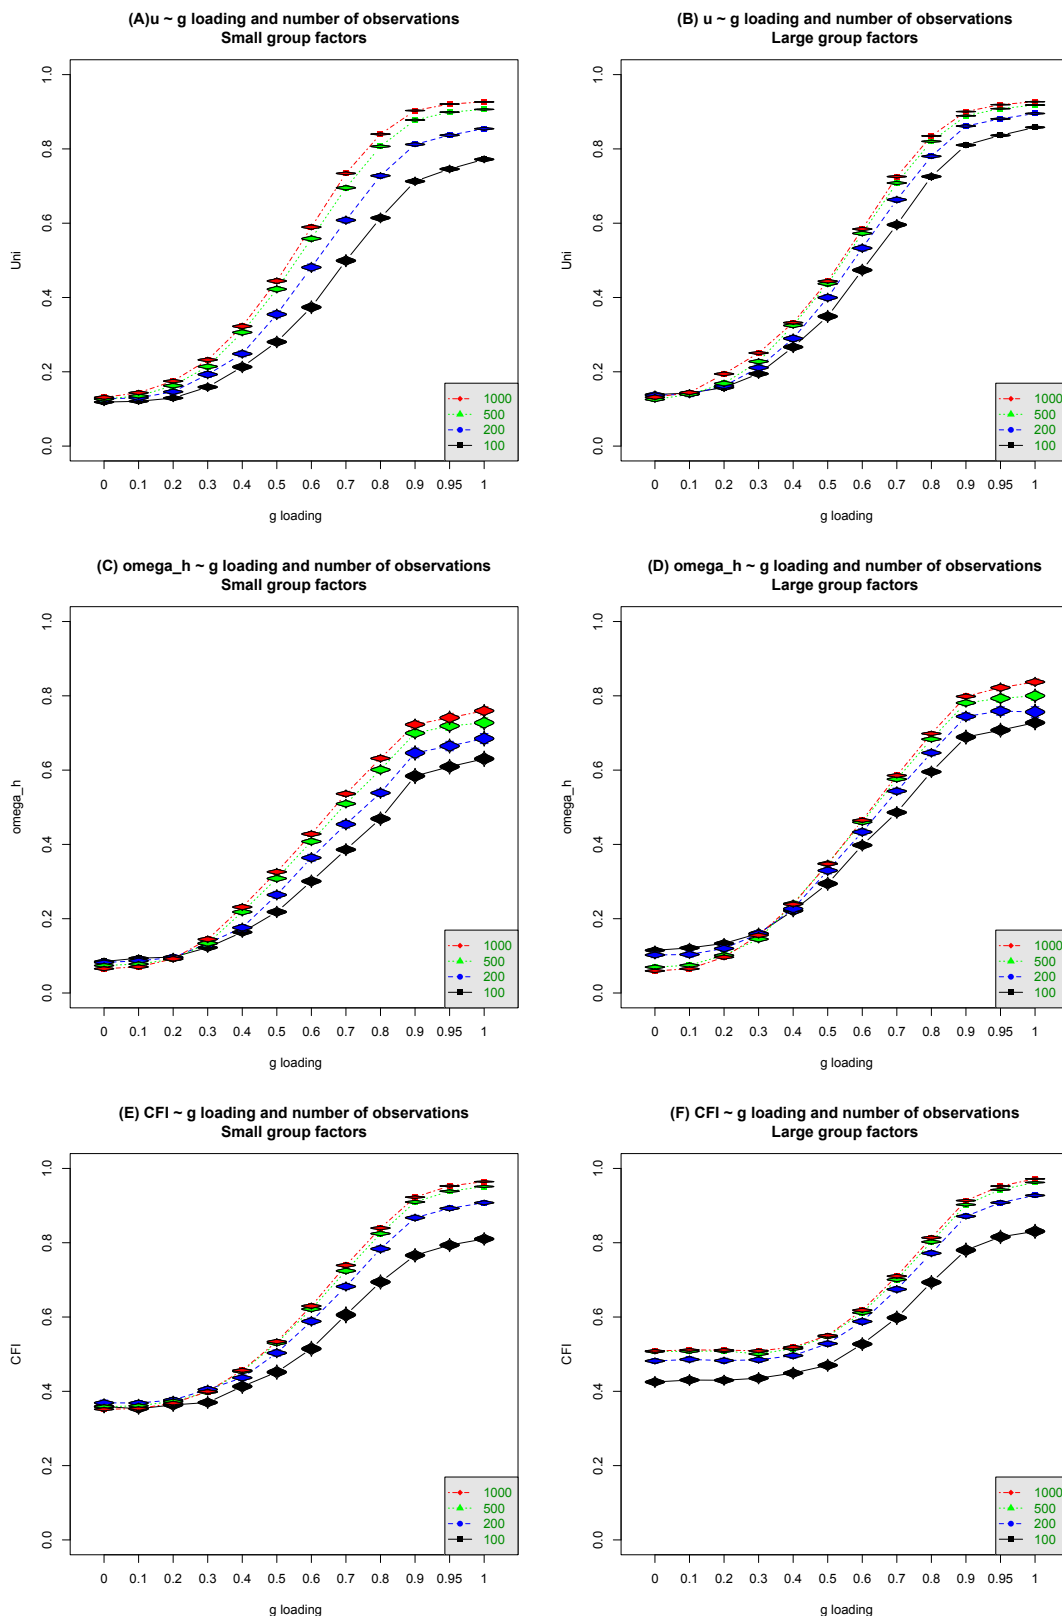 (A)u ~ g loading and number of observations
Small group factors
Uni
0.0 0.2 0.4 0.6 0.8 1.0
0 0.1 0.2 0.3 0.4 0.5 0.6 0.7 0.8 0.9 0.95 1
g loading
1000
500
200
100
(B) u ~ g loading and number of observations
Large group factors
Uni
0.0 0.2 0.4 0.6 0.8 1.0
0 0.1 0.2 0.3 0.4 0.5 0.6 0.7 0.8 0.9 0.95 1
g loading
1000
500
200
100
(C) omega_h ~ g loading and number of observations
Small group factors
omega_h
0.0 0.2 0.4 0.6 0.8 1.0
0 0.1 0.2 0.3 0.4 0.5 0.6 0.7 0.8 0.9 0.95 1
g loading
1000
500
200
100
(D) omega_h ~ g loading and number of observations
Large group factors
omega_h
0.0 0.2 0.4 0.6 0.8 1.0
0 0.1 0.2 0.3 0.4 0.5 0.6 0.7 0.8 0.9 0.95 1
g loading
1000
500
200
100
(E) CFI ~ g loading and number of observations
Small group factors
CFI
0.0 0.2 0.4 0.6 0.8 1.0
0 0.1 0.2 0.3 0.4 0.5 0.6 0.7 0.8 0.9 0.95 1
g loading
1000
500
200
100
(F) CFI ~ g loading and number of observations
Large group factors
CFI
0.0 0.2 0.4 0.6 0.8 1.0
0 0.1 0.2 0.3 0.4 0.5 0.6 0.7 0.8 0.9 0.95 1
g loading
1000
500
200
100